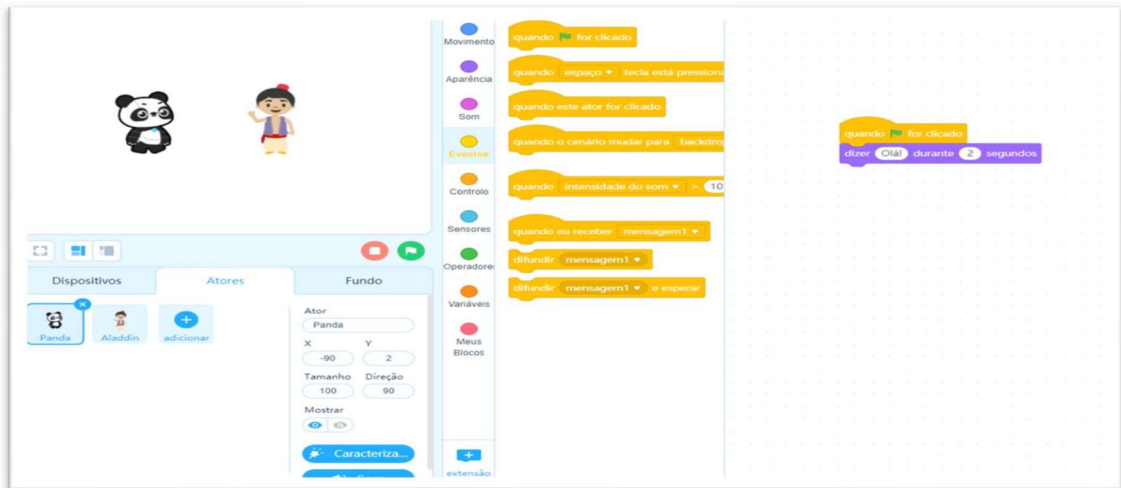 Movimento
Aparência
Som
Eventos
Controlo
Sensores
Operadore
Variáveis
Meus
Blocos
extensão
quando for clicado
quando espaço tecla está pressiona
quando este ator for clicado
quando o cenário mudar para backdro
quando intensidade do som > 10
quando eu receber mensagem1
difundir mensagem1
difundir mensagem1 e esperar
quando for clicado
dizer Olá! durante 2 segundos
Dispositivos Atores Fundo
Panda Aladdin adicionar
Ator
Panda
X Y
-90 2
Tamanho Direção
100 90
Mostrar
Caracteriza...